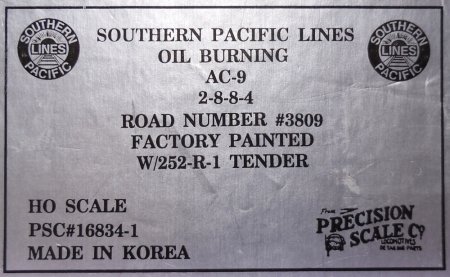 SOUTHERN PACIFIC LINES
OIL BURNING
AC-9
2-8-8-4
ROAD NUMBER #3809
FACTORY PAINTED
W/252-R-1 TENDER
HO SCALE
PSC#16834-1
MADE IN KOREA
SOUTHERN
LINES
PACIFIC
SOUTHERN
LINES
PACIFIC
From
PRECISION
SCALE Co
LOCOMOTIVES